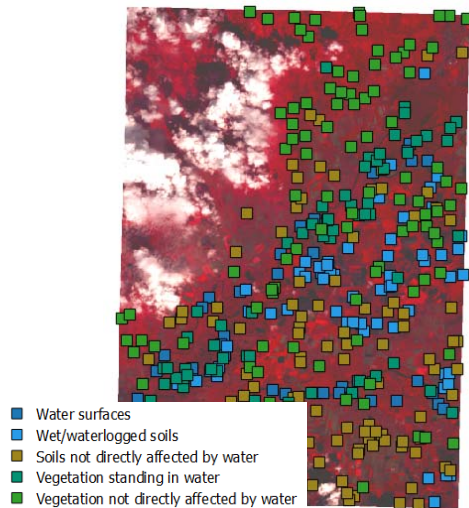 Water surfaces
Wet/waterlogged soils
Soils not directly affected by water
Vegetation standing in water
Vegetation not directly affected by water